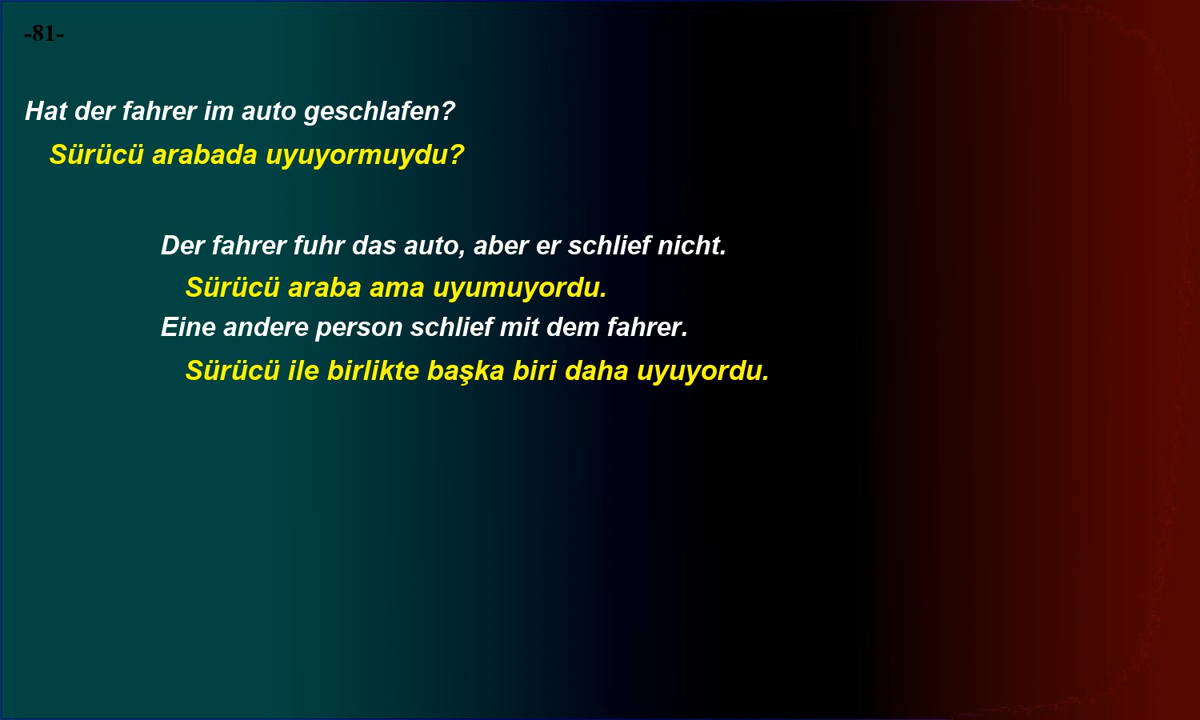 -81-
Hat der fahrer im auto geschlafen?
Sürücü arabada uyuyormuydu?
Der fahrer fuhr das auto, aber er schlief nicht.
Sürücü araba ama uyumuyordu.
Eine andere person schlief mit dem fahrer.
Sürücü ile birlikte başka biri daha uyuyordu.